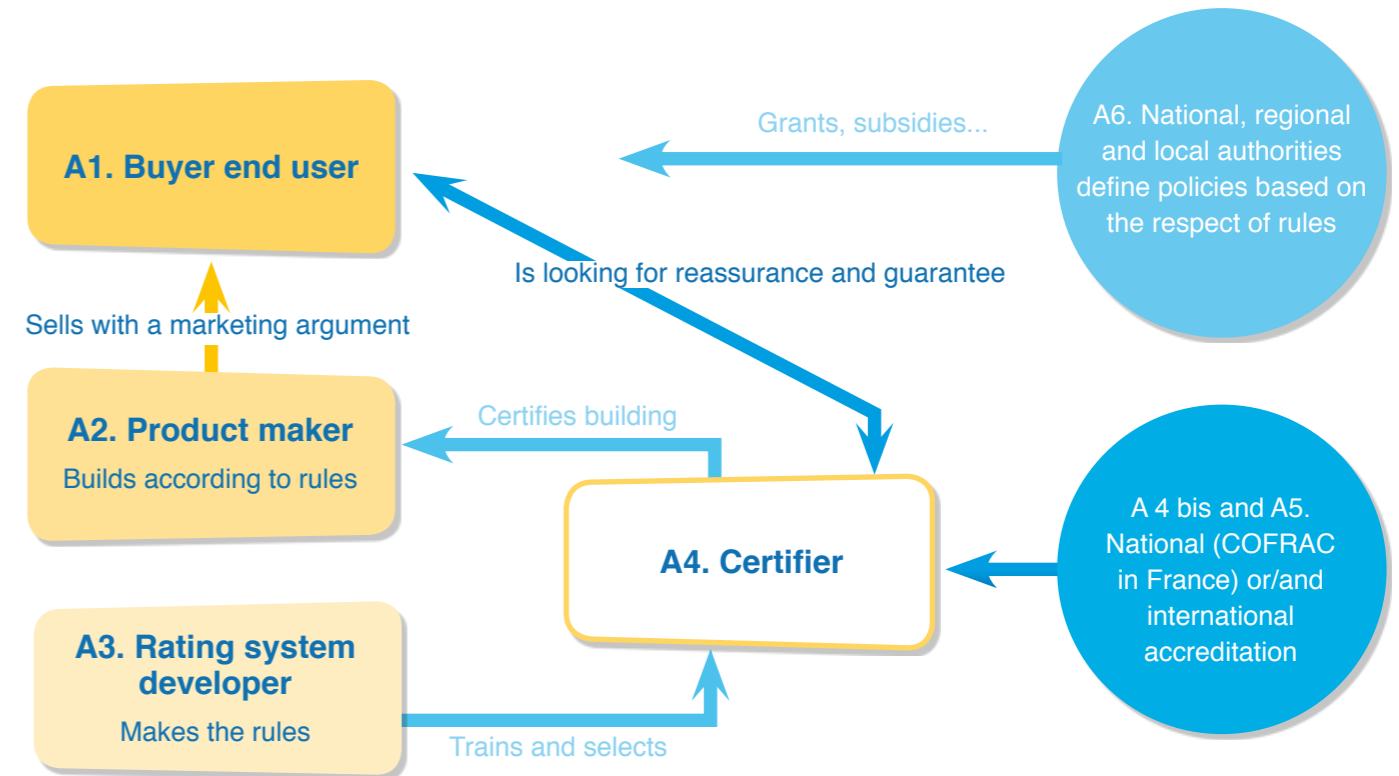 Grants, subsidies...
A6. National, regional
and local authorities
define policies based on
the respect of rules
A1. Buyer end user
Is looking for reassurance and guarantee
Sells with a marketing argument
Certifies building
A2. Product maker
Builds according to rules
A4. Certifier
A 4 bis and A5.
National (COFRAC
in France) or/and
international
accreditation
A3. Rating system
developer
Makes the rules
Trains and selects